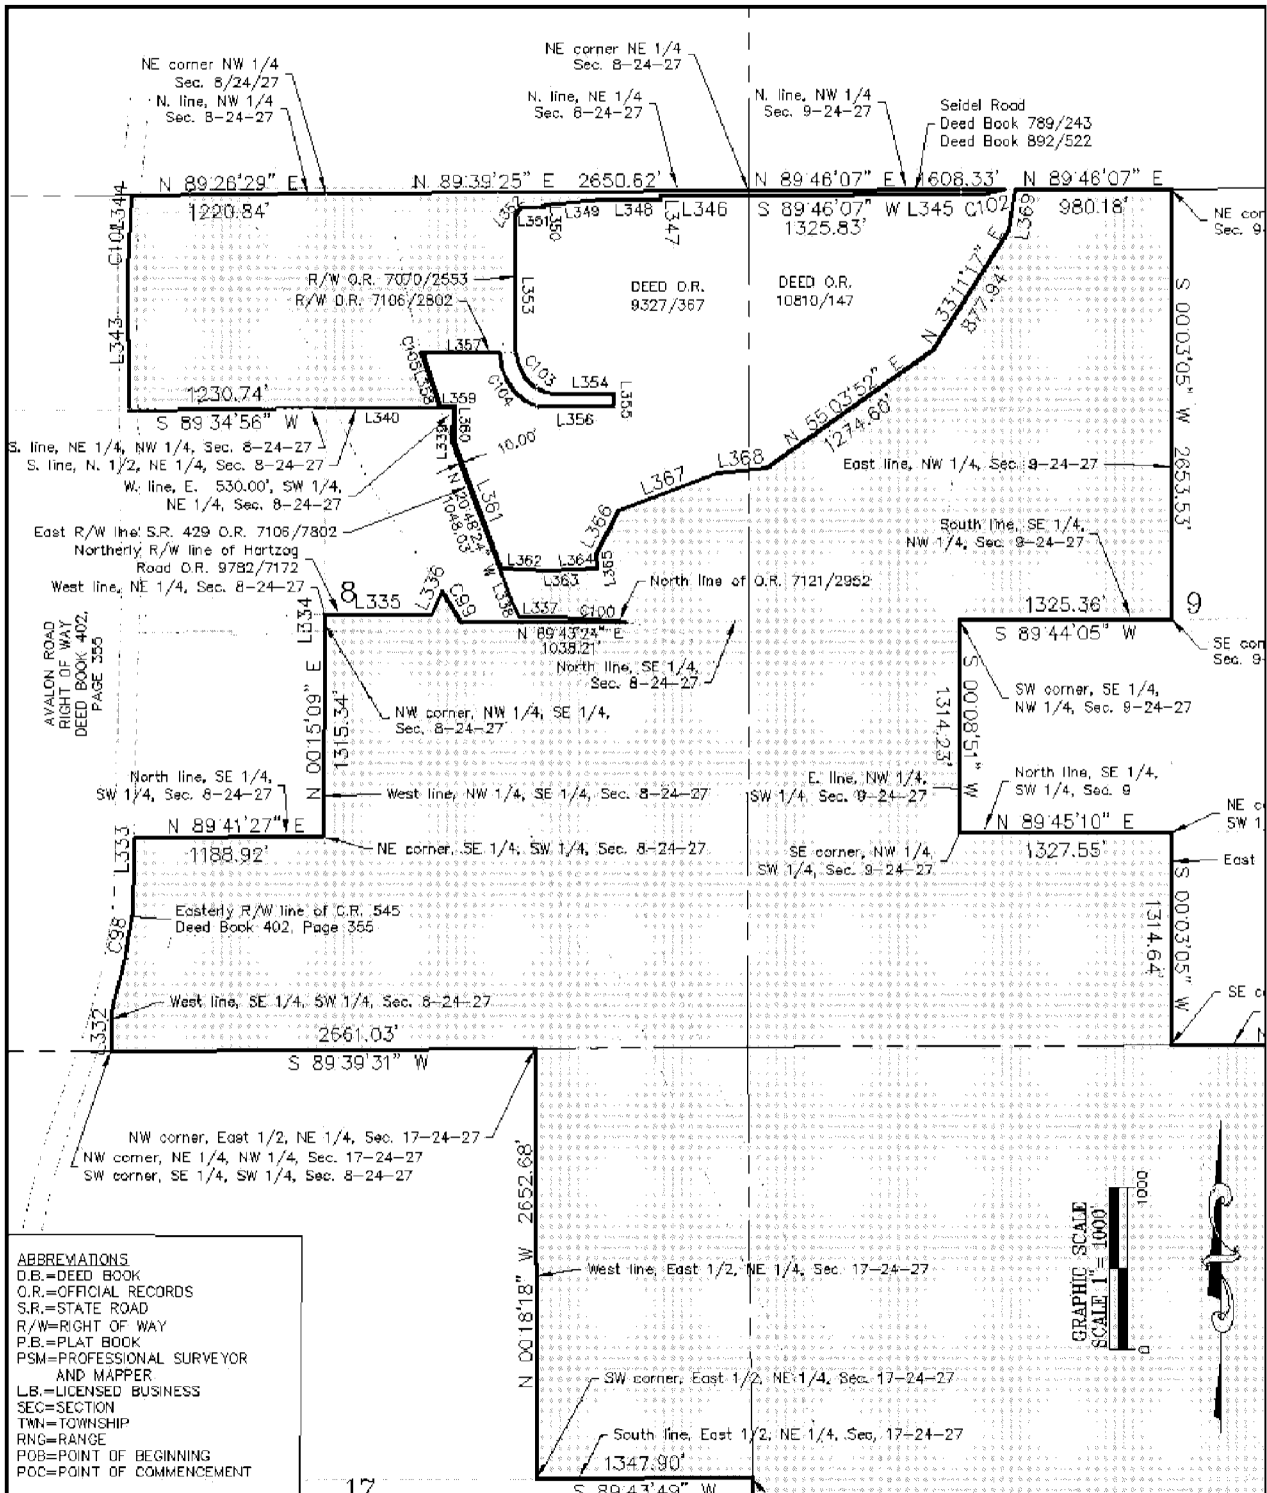 NE corner NW 1/4
Sec. 8/24/27
N. line, NW 1/4
Sec. 8-24-27
NE corner NE 1/4
Sec. 8-24-27
N. line, NE 1/4
Sec. 8-24-27
N. line, NW 1/4
Sec. 9-24-27
Seidel Road
Deed Book 789/243
Deed Book 892/522
N 89°26'29" E
1220.84'
N 89°39'25" E 2650.62'
N 89°46'07" E 1608.33'
N 89°46'07" E
980.18'
S 89°46'07" W L345 C102
1325.83'
NE cor
Sec. 9-
L344
C101
L343
L352
L351
L350
L349
L348
L347
L346
L369
R/W O.R. 7070/2553
R/W O.R. 7106/2802
L353
DEED O.R.
9327/367
DEED O.R.
10810/147
N 33°11'17" E
877.94'
S 00°03'05" W 2653.53'
L357
C105
L358
C103
C104
L354
L355
L356
1230.74'
S 89°34'56" W
L340
L359
L360
L339
10.00'
N 55°03'52" E
1274.66'
S. line, NE 1/4, NW 1/4, Sec. 8-24-27
S. line, N. 1/2, NE 1/4, Sec. 8-24-27
W. line, E. 530.00', SW 1/4,
NE 1/4, Sec. 8-24-27
East R/W line S.R. 429 O.R. 7106/7802
Northerly R/W line of Hartzog
Road O.R. 9782/7172
West line, NE 1/4, Sec. 8-24-27
L361
N 20°48'24" W
1048.03'
L368
L367
L366
L365
L364
L363
L362
East line, NW 1/4, Sec. 9-24-27
South line, SE 1/4,
NW 1/4, Sec. 9-24-27
8
L334
L335
L336
C99
L338
L337
C100
North line of O.R. 7121/2952
N 89°43'24" E
1038.21'
North line, SE 1/4,
Sec. 8-24-27
1325.36'
9
S 89°44'05" W
SE cor
Sec. 9-
AVALON ROAD
RIGHT OF WAY
DEED BOOK 402,
PAGE 355
N 00°15'09" E
1315.34'
NW corner, NW 1/4, SE 1/4,
Sec. 8-24-27
SW corner, SE 1/4,
NW 1/4, Sec. 9-24-27
S 00°08'51" W
1314.23'
North line, SE 1/4,
SW 1/4, Sec. 8-24-27
West line, NW 1/4, SE 1/4, Sec. 8-24-27
E. line, NW 1/4,
SW 1/4, Sec. 9-24-27
North line, SE 1/4,
SW 1/4, Sec. 9
L333
N 89°41'27" E
1188.92'
NE corner, SE 1/4, SW 1/4, Sec. 8-24-27
SE corner, NW 1/4,
SW 1/4, Sec. 9-24-27
N 89°45'10" E
1327.55'
NE c
SW 1
East
C98
Easterly R/W line of C.R. 545
Deed Book 402, Page 355
S 00°03'05" W
1314.64'
L332
West line, SE 1/4, SW 1/4, Sec. 8-24-27
SE c
N
2661.03'
S 89°39'31" W
NW corner, East 1/2, NE 1/4, Sec. 17-24-27
NW corner, NE 1/4, NW 1/4, Sec. 17-24-27
SW corner, SE 1/4, SW 1/4, Sec. 8-24-27
N 00°18'18" W 2652.68'
West line, East 1/2, NE 1/4, Sec. 17-24-27
SW corner, East 1/2, NE 1/4, Sec. 17-24-27
South line, East 1/2, NE 1/4, Sec. 17-24-27
GRAPHIC SCALE
SCALE 1" = 1000'
1000
0
ABBREVIATIONS
D.B.=DEED BOOK
O.R.=OFFICIAL RECORDS
S.R.=STATE ROAD
R/W=RIGHT OF WAY
P.B.=PLAT BOOK
PSM=PROFESSIONAL SURVEYOR
AND MAPPER
L.B.=LICENSED BUSINESS
SEC=SECTION
TWN=TOWNSHIP
RNG=RANGE
POB=POINT OF BEGINNING
POC=POINT OF COMMENCEMENT
17
1347.90'
S 89°43'49" W